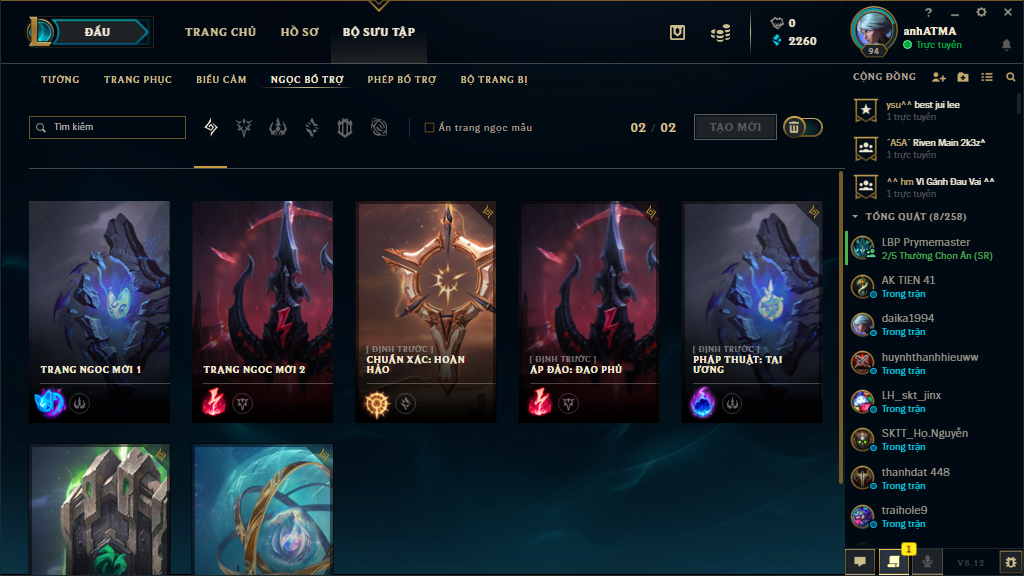 ĐẤU
TRANG CHỦ
HỒ SƠ
BỘ SƯU TẬP
0
2260
94
anhATMA
Trực tuyến
TƯỚNG
TRANG PHỤC
BIỂU CẢM
NGỌC BỔ TRỢ
PHÉP BỔ TRỢ
BỘ TRANG BỊ
Tìm kiếm
Ẩn trang ngọc mẫu
02 / 02
TẠO MỚI
TRANG NGỌC MỚI 1
TRANG NGỌC MỚI 2
[ ĐỊNH TRƯỚC ]
CHUẨN XÁC: HOÀN
HẢO
[ ĐỊNH TRƯỚC ]
ÁP ĐẢO: ĐAO PHỦ
[ ĐỊNH TRƯỚC ]
PHÁP THUẬT: TAI
ƯƠNG
CỘNG ĐỒNG
ysu^^ best jui lee
1 trực tuyến
^A5A^ Riven Main 2k3z^
1 trực tuyến
^^ hm Vì Gánh Đau Vai ^^
1 trực tuyến
TỔNG QUÁT (8/258)
LBP Prymemaster
2/5 Thường Chọn Ẩn (SR)
AK TIEN 41
Trong trận
daika1994
Trong trận
huynhthanhhieuww
Trong trận
LH_skt_jinx
Trong trận
SKTT_Họ.Nguyễn
Trong trận
thanhdat 448
Trong trận
traihole9
Trong trận
1
V8.12